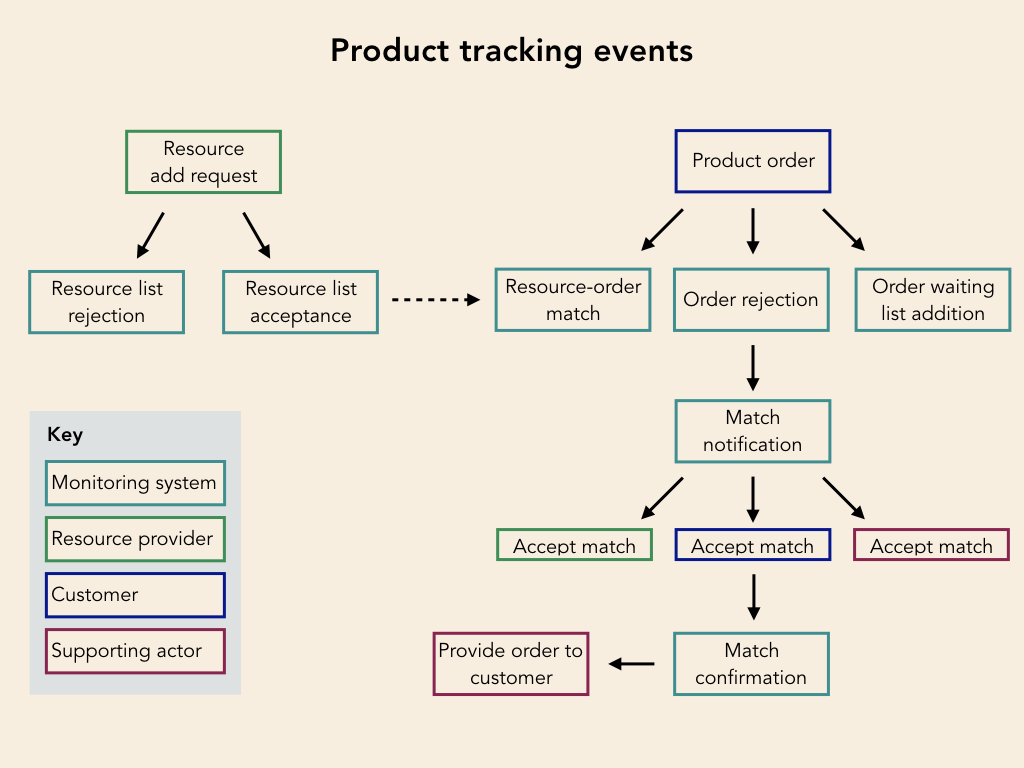 Product tracking events
Resource
add request
Product order
Resource list
rejection
Resource list
acceptance
Resource-order
match
Order rejection
Order waiting
list addition
Match
notification
Key
Monitoring system
Resource provider
Customer
Supporting actor
Accept match
Accept match
Accept match
Provide order to
customer
Match
confirmation